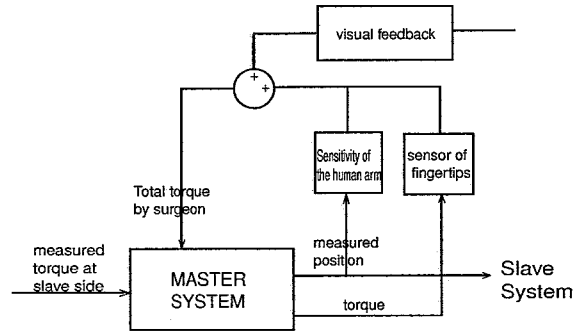 visual feedback
+
+
Sensitivity of
the human arm
sensor of
fingertips
Total torque
by surgeon
measured
torque at
slave side
MASTER
SYSTEM
measured
position
torque
Slave
System